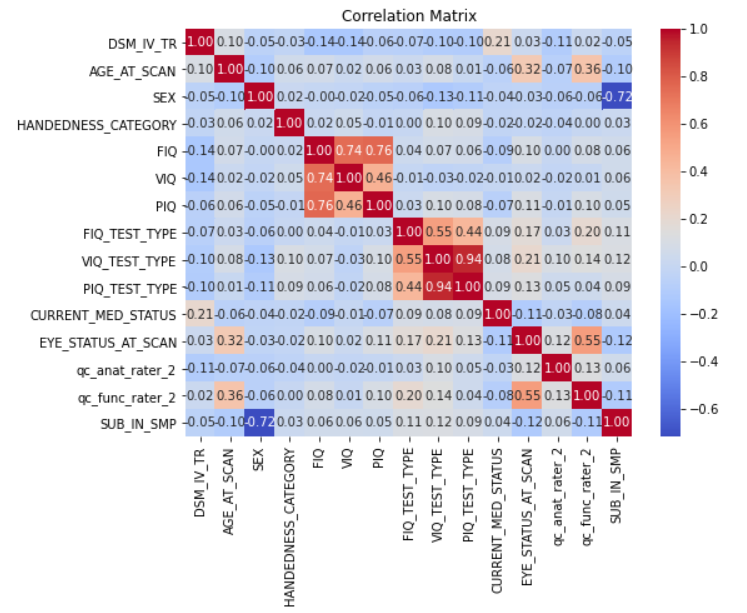 Correlation Matrix
DSM_IV_TR 1.00 0.10 -0.05 -0.03 -0.14 -0.14 -0.06 -0.07 -0.10 -0.10 0.21 0.03 -0.11 0.02 -0.05
AGE_AT_SCAN 0.10 1.00 -0.10 0.06 0.07 0.02 0.06 0.03 0.08 0.01 -0.06 0.32 -0.07 0.36 -0.10
SEX -0.05 -0.10 1.00 0.02 -0.00 -0.02 -0.05 -0.06 -0.13 -0.11 -0.04 -0.03 -0.06 -0.06 -0.72
HANDEDNESS_CATEGORY -0.03 0.06 0.02 1.00 0.02 0.05 -0.01 0.00 0.10 0.09 -0.02 -0.02 -0.04 0.00 0.03
FIQ -0.14 0.07 -0.00 0.02 1.00 0.74 0.76 0.04 0.07 0.06 -0.09 0.10 0.00 0.08 0.06
VIQ -0.14 0.02 -0.02 0.05 0.74 1.00 0.46 -0.01 -0.03 -0.02 -0.01 0.02 -0.02 0.01 0.06
PIQ -0.06 0.06 -0.05 -0.01 0.76 0.46 1.00 0.03 0.10 0.08 -0.07 0.11 -0.01 0.10 0.05
FIQ_TEST_TYPE -0.07 0.03 -0.06 0.00 0.04 -0.01 0.03 1.00 0.55 0.44 0.09 0.17 0.03 0.20 0.11
VIQ_TEST_TYPE -0.10 0.08 -0.13 0.10 0.07 -0.03 0.10 0.55 1.00 0.94 0.08 0.21 0.10 0.14 0.12
PIQ_TEST_TYPE -0.10 0.01 -0.11 0.09 0.06 -0.02 0.08 0.44 0.94 1.00 0.09 0.13 0.05 0.04 0.09
CURRENT_MED_STATUS 0.21 -0.06 -0.04 -0.02 -0.09 -0.01 -0.07 0.09 0.08 0.09 1.00 -0.11 -0.03 -0.08 0.04
EYE_STATUS_AT_SCAN 0.03 0.32 -0.03 -0.02 0.10 0.02 0.11 0.17 0.21 0.13 -0.11 1.00 0.12 0.55 -0.12
qc_anat_rater_2 -0.11 -0.07 -0.06 -0.04 0.00 -0.02 -0.01 0.03 0.10 0.05 -0.03 0.12 1.00 0.13 0.06
qc_func_rater_2 0.02 0.36 -0.06 0.00 0.08 0.01 0.10 0.20 0.14 0.04 -0.08 0.55 0.13 1.00 -0.11
SUB_IN_SMP -0.05 -0.10 -0.72 0.03 0.06 0.06 0.05 0.11 0.12 0.09 0.04 -0.12 0.06 -0.11 1.00
DSM_IV_TR
AGE_AT_SCAN
SEX
HANDEDNESS_CATEGORY
FIQ
VIQ
PIQ
FIQ_TEST_TYPE
VIQ_TEST_TYPE
PIQ_TEST_TYPE
CURRENT_MED_STATUS
EYE_STATUS_AT_SCAN
qc_anat_rater_2
qc_func_rater_2
SUB_IN_SMP
1.0
0.8
0.6
0.4
0.2
0.0
−0.2
−0.4
−0.6